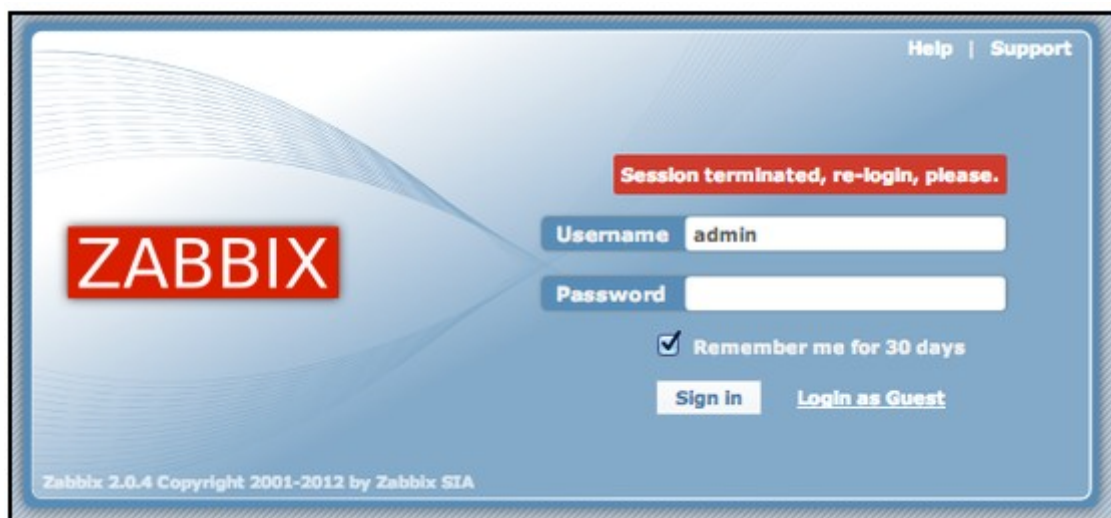 Help | Support
Session terminated, re-login, please.
ZABBIX
Username admin
Password
Remember me for 30 days
Sign in Login as Guest
Zabbix 2.0.4 Copyright 2001-2012 by Zabbix SIA